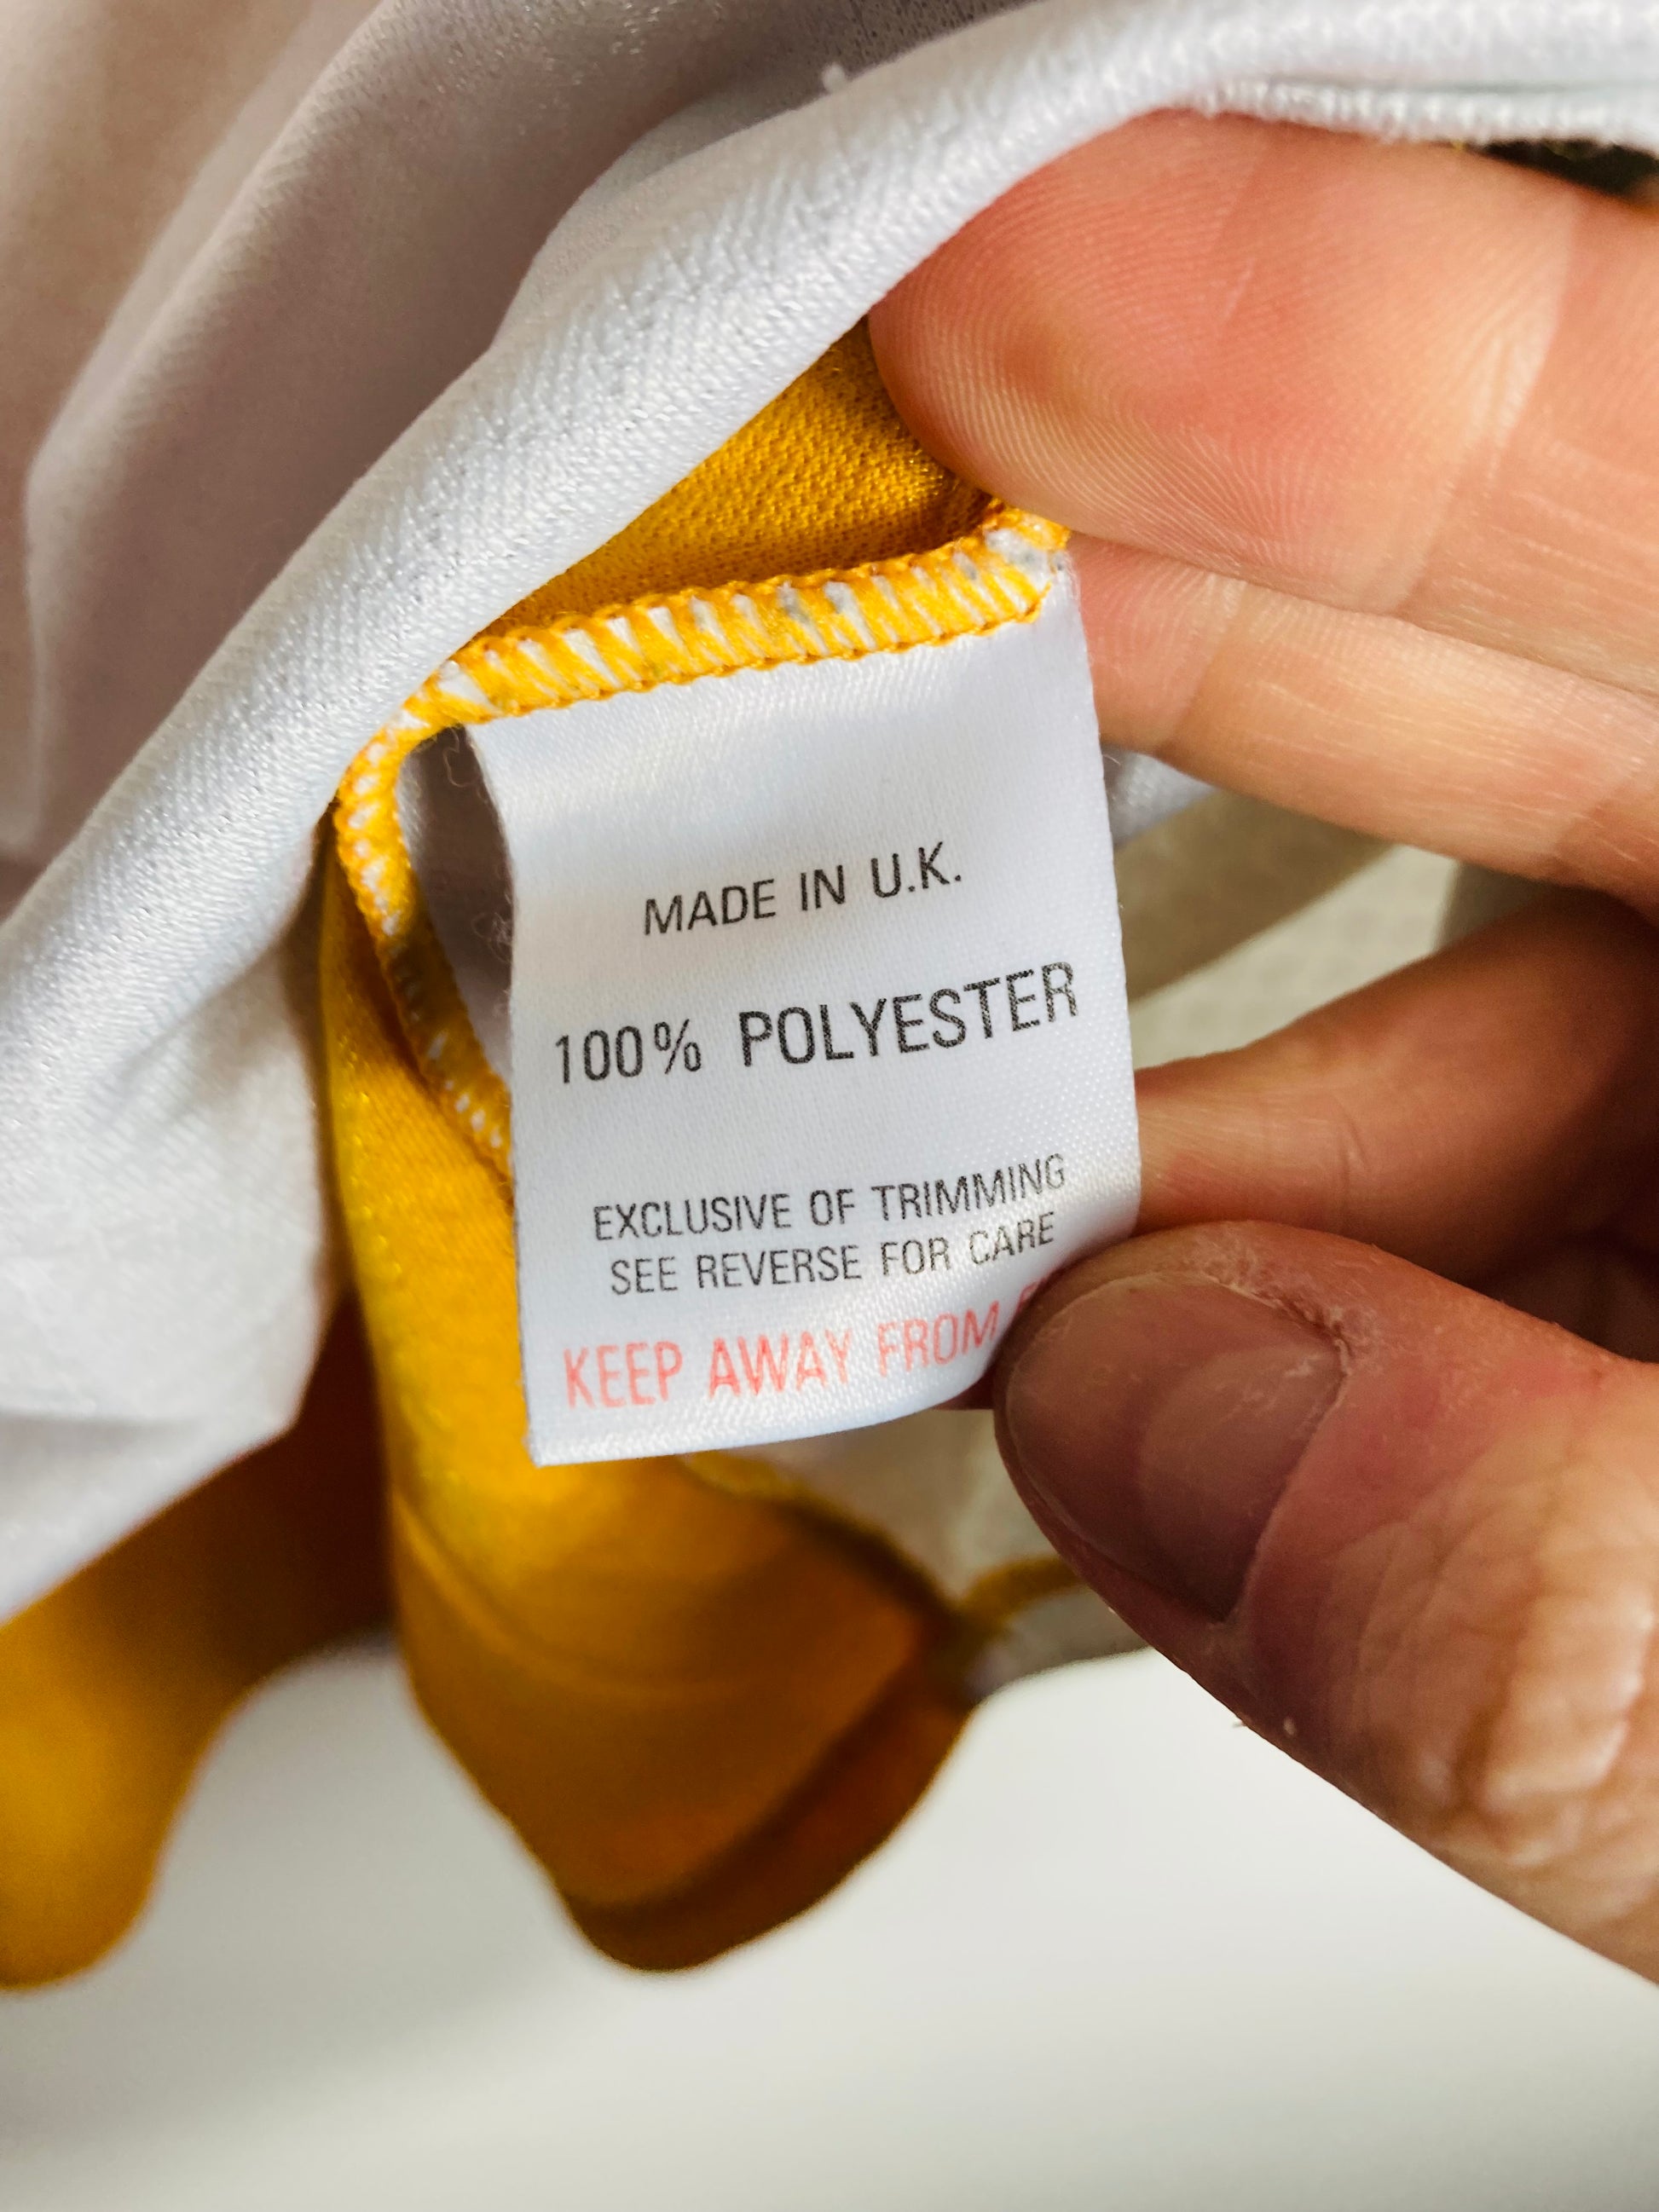 MADE IN U.K.
100% POLYESTER
EXCLUSIVE OF TRIMMING
SEE REVERSE FOR CARE
KEEP AWAY FROM